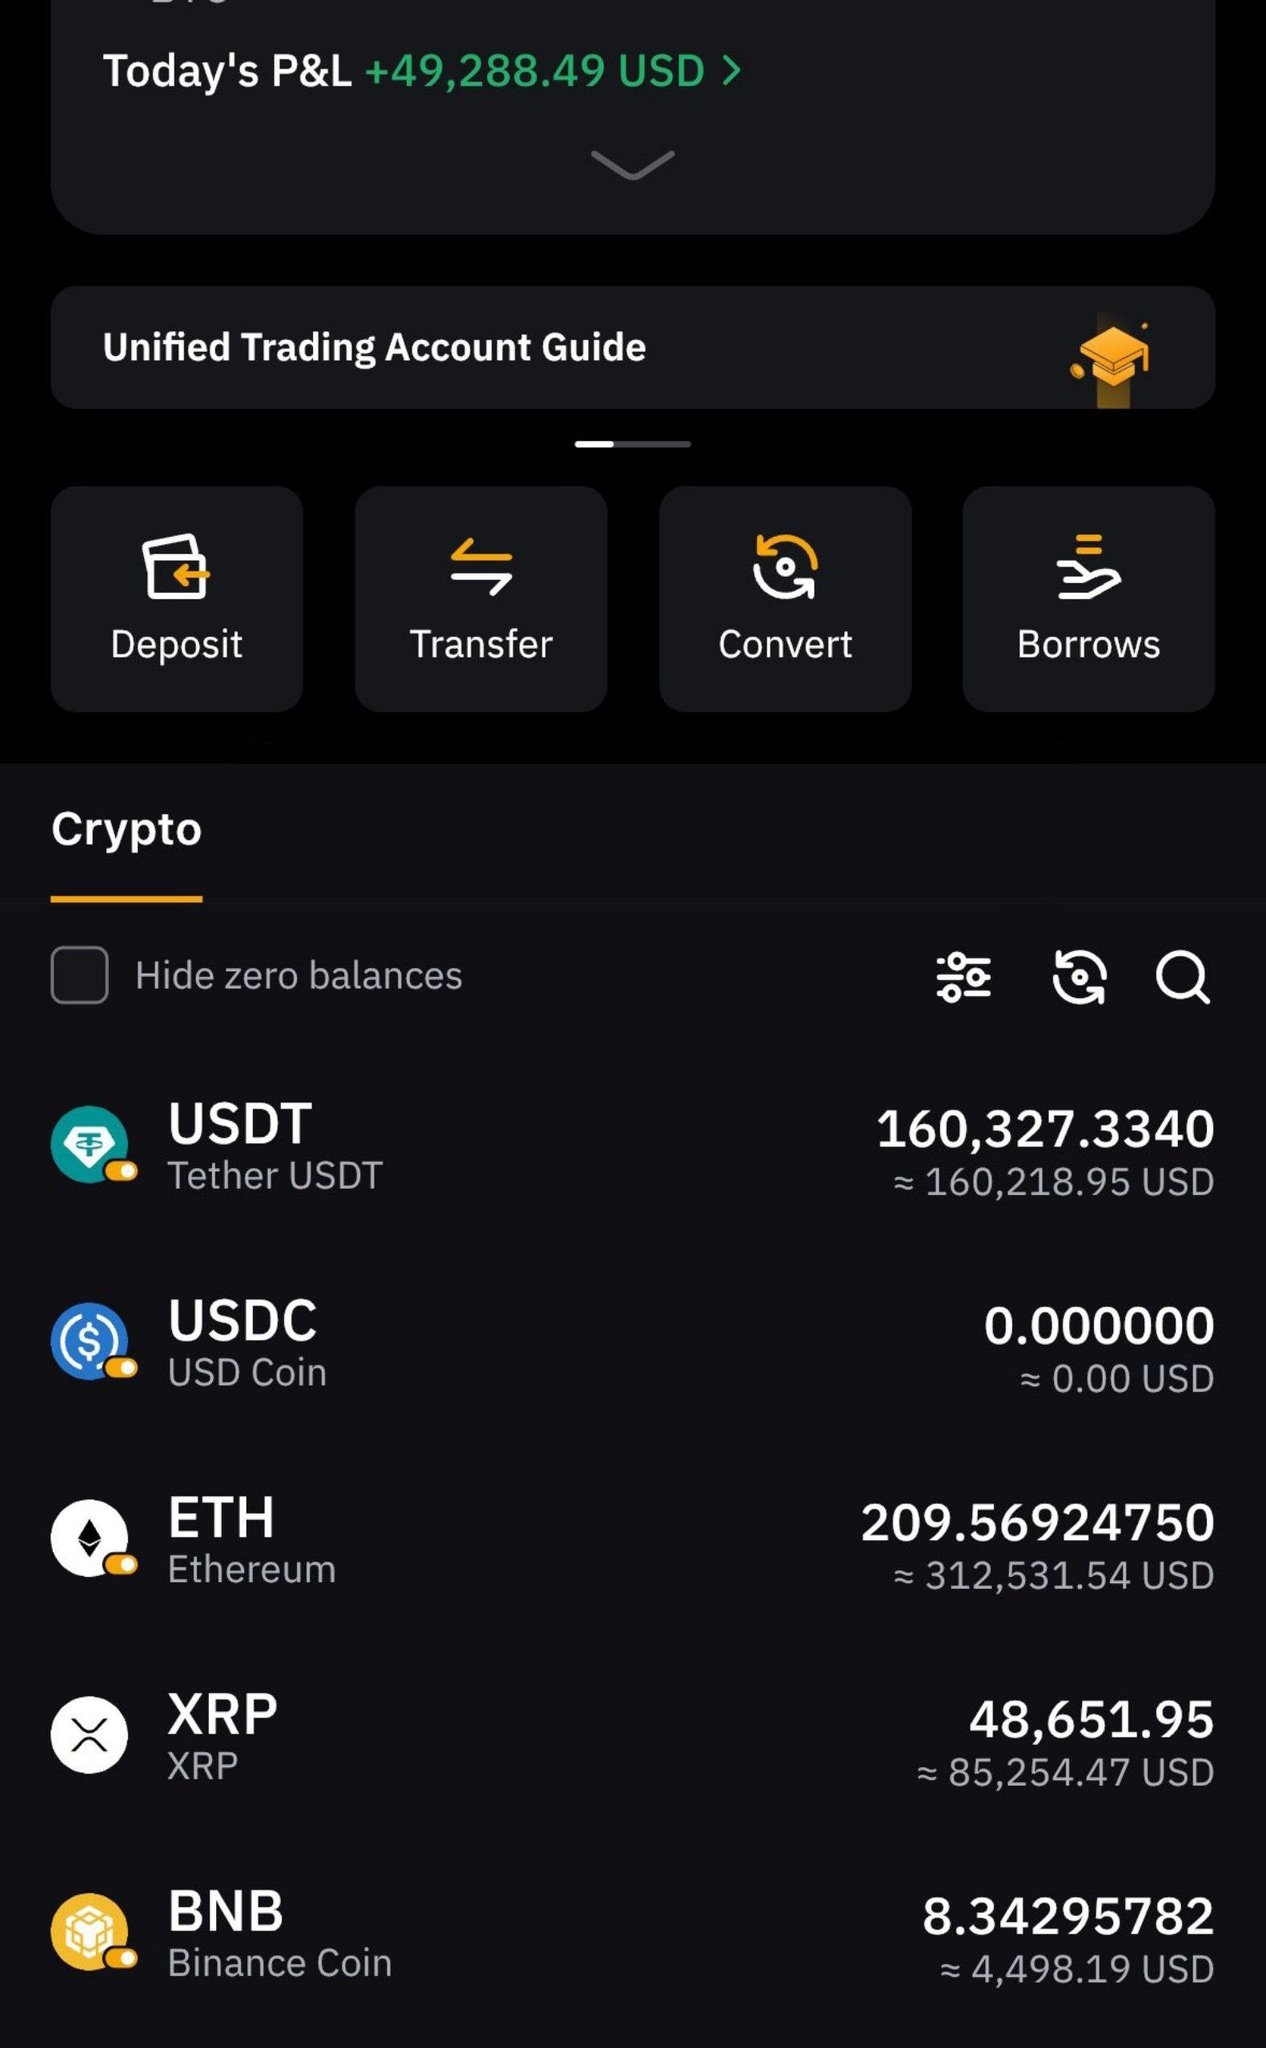 Today's P&L +49,288.49 USD
Unified Trading Account Guide
Deposit
Transfer
Convert
Borrows
Crypto
Hide zero balances
USDT
160,327.3340
Tether USDT
≈ 160,218.95 USD
USDC
0.000000
USD Coin
≈ 0.00 USD
ETH
209.56924750
Ethereum
≈ 312,531.54 USD
XRP
48,651.95
XRP
≈ 85,254.47 USD
BNB
8.34295782
Binance Coin
≈ 4,498.19 USD